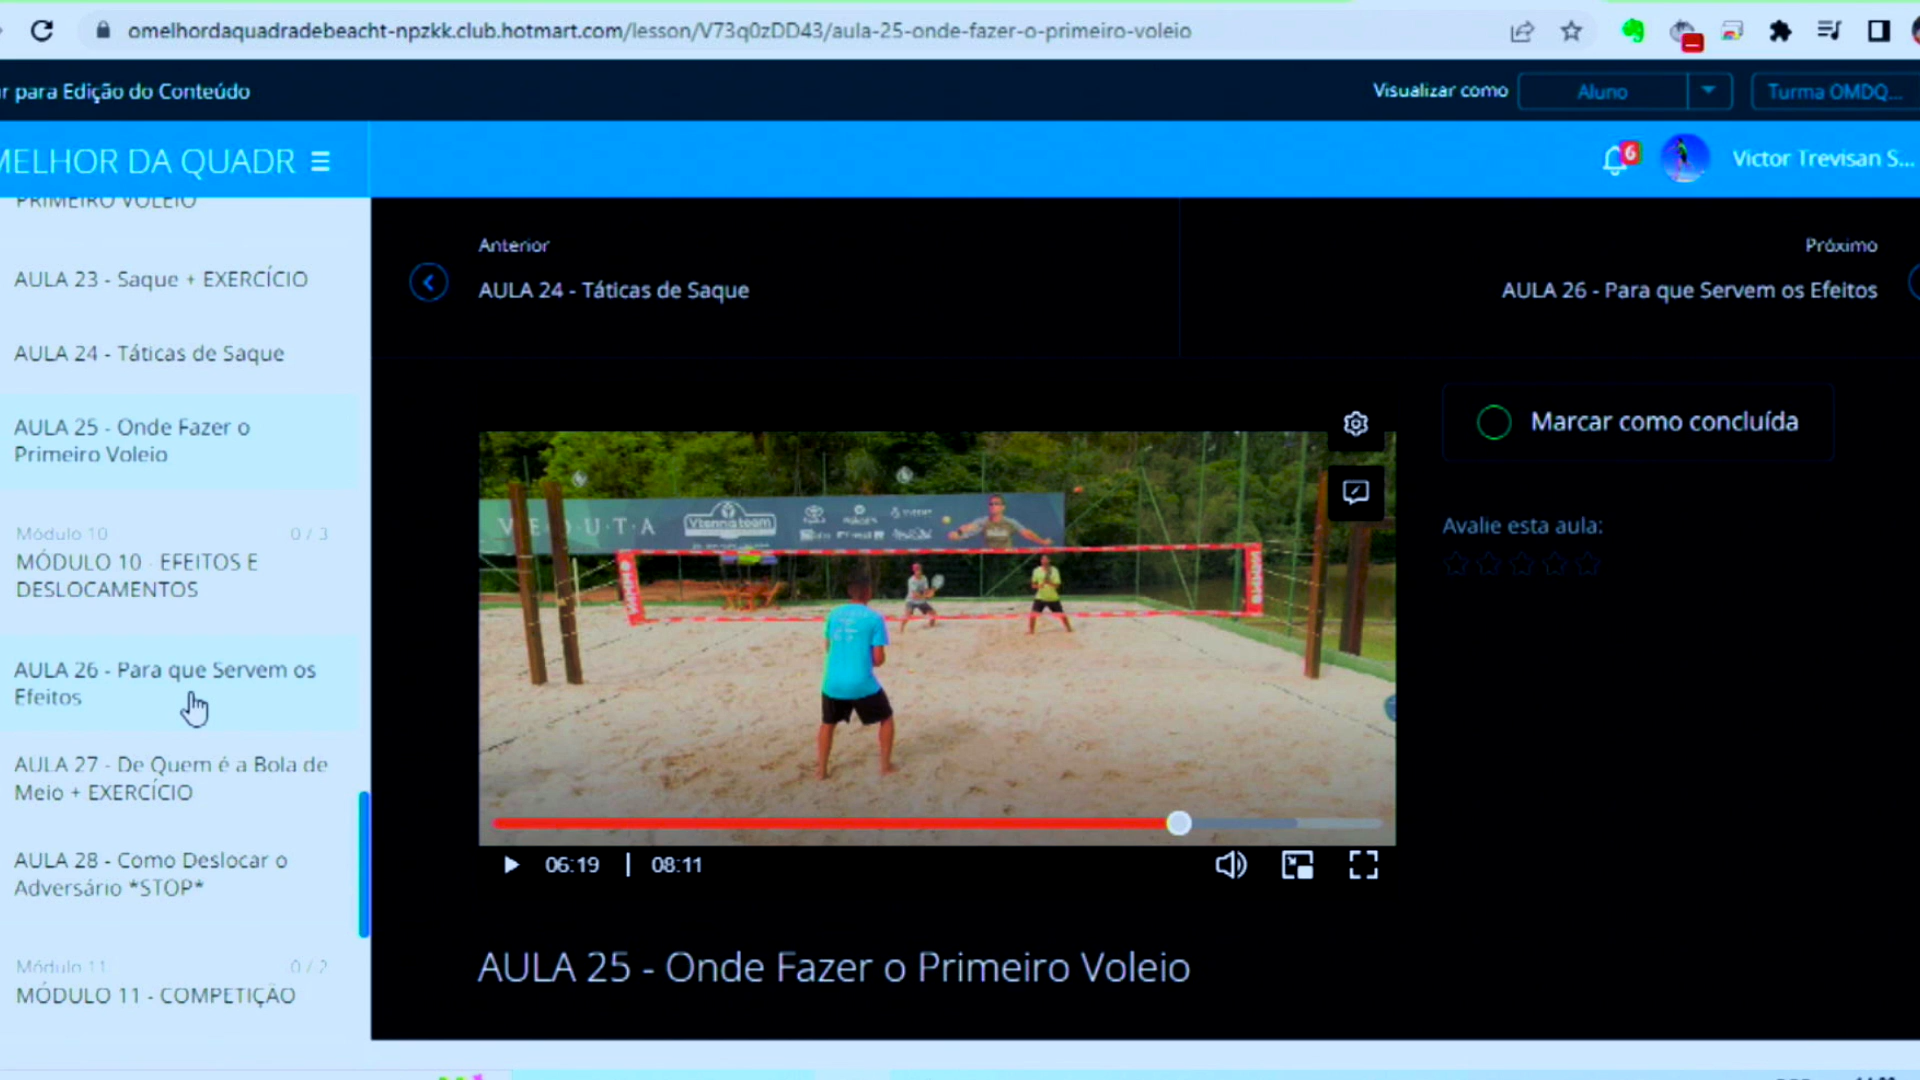 omelhordaquadradebeacht-npzkk.club.hotmart.com/lesson/V73q0zDD43/aula-25-onde-fazer-o-primeiro-voleio
r para Edição do Conteúdo
Visualizar como
Aluno
Turma OMDQ...
MELHOR DA QUADR
6
Victor Trevisan S...
PRIMEIRO VOLEIO
AULA 23 - Saque + EXERCÍCIO
AULA 24 - Táticas de Saque
AULA 25 - Onde Fazer o
Primeiro Voleio
Módulo 10
0 / 3
MÓDULO 10 - EFEITOS E
DESLOCAMENTOS
AULA 26 - Para que Servem os
Efeitos
AULA 27 - De Quem é a Bola de
Meio + EXERCÍCIO
AULA 28 - Como Deslocar o
Adversário *STOP*
Módulo 11
0 / 2
MÓDULO 11 - COMPETIÇÃO
Anterior
AULA 24 - Táticas de Saque
Próximo
AULA 26 - Para que Servem os Efeitos
V·E·D·U·T·A
Vtennisteam
Marcar como concluída
Avalie esta aula:
06:19 | 08:11
AULA 25 - Onde Fazer o Primeiro Voleio